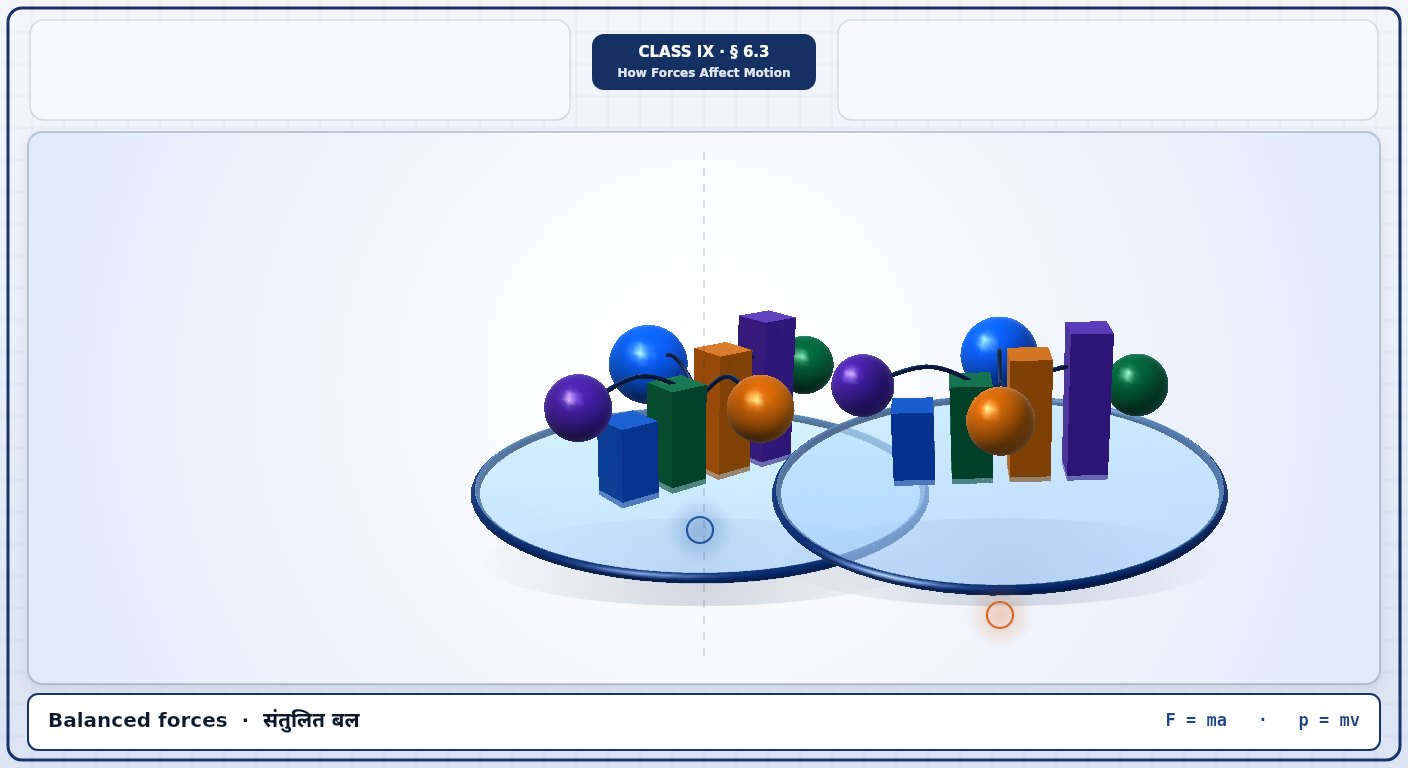 CLASS IX · § 6.3
How Forces Affect Motion
Balanced forces · संतुलित बल
F = ma · p = mv